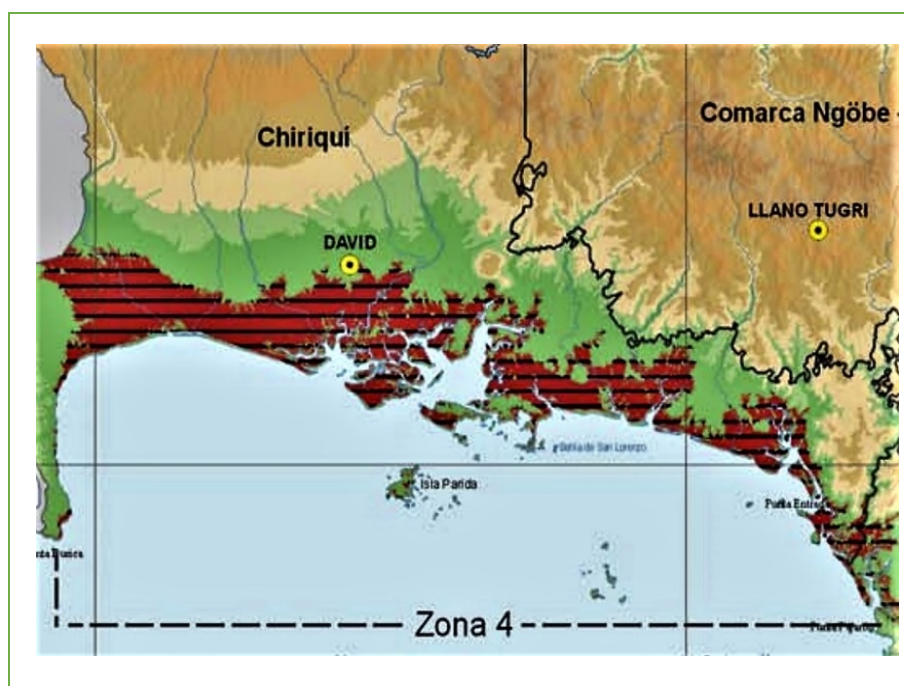 Chiriquí
Comarca Ngöbe -
LLANO TUGRI
DAVID
Bahía de San Lorenzo
Isla Parida
Punta Entrada
Zona 4